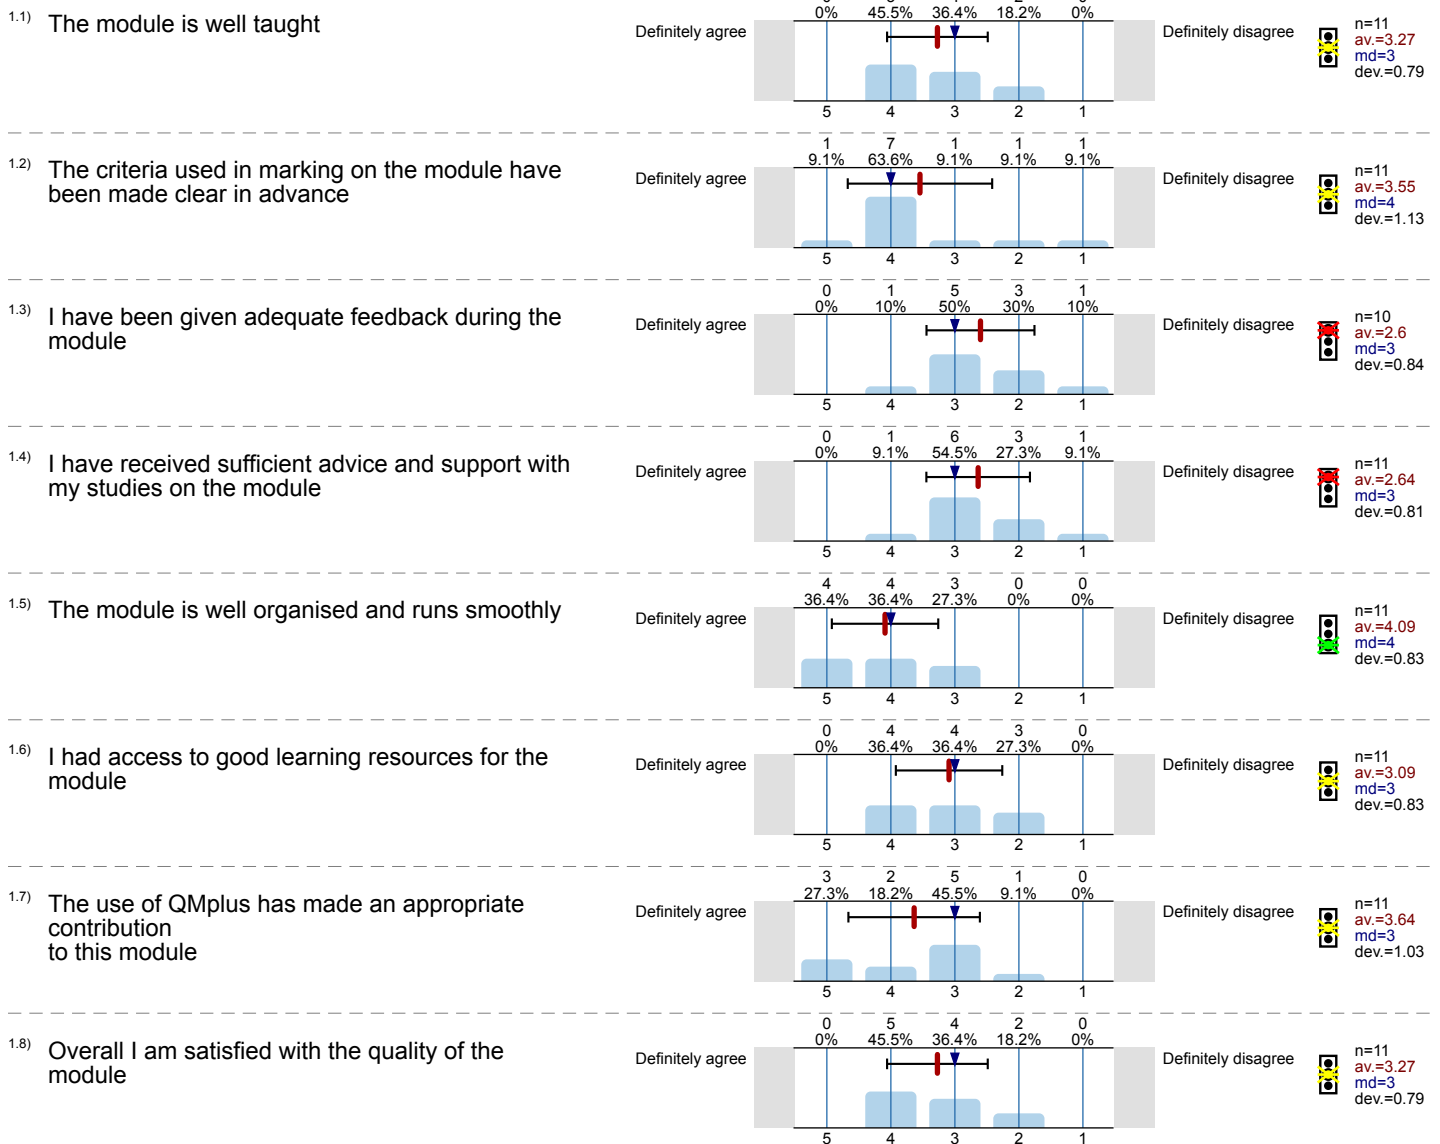 0% 45.5% 36.4% 18.2% 0%
1.1) The module is well taught
Definitely agree
Definitely disagree
n=11
av.=3.27
md=3
dev.=0.79
5 4 3 2 1
1 7 1 1 1
9.1% 63.6% 9.1% 9.1% 9.1%
1.2) The criteria used in marking on the module have
been made clear in advance
Definitely agree
Definitely disagree
n=11
av.=3.55
md=4
dev.=1.13
5 4 3 2 1
0 1 5 3 1
0% 10% 50% 30% 10%
1.3) I have been given adequate feedback during the
module
Definitely agree
Definitely disagree
n=10
av.=2.6
md=3
dev.=0.84
5 4 3 2 1
0 1 6 3 1
0% 9.1% 54.5% 27.3% 9.1%
1.4) I have received sufficient advice and support with
my studies on the module
Definitely agree
Definitely disagree
n=11
av.=2.64
md=3
dev.=0.81
5 4 3 2 1
4 4 3 0 0
36.4% 36.4% 27.3% 0% 0%
1.5) The module is well organised and runs smoothly
Definitely agree
Definitely disagree
n=11
av.=4.09
md=4
dev.=0.83
5 4 3 2 1
0 4 4 3 0
0% 36.4% 36.4% 27.3% 0%
1.6) I had access to good learning resources for the
module
Definitely agree
Definitely disagree
n=11
av.=3.09
md=3
dev.=0.83
5 4 3 2 1
3 2 5 1 0
27.3% 18.2% 45.5% 9.1% 0%
1.7) The use of QMplus has made an appropriate
contribution
to this module
Definitely agree
Definitely disagree
n=11
av.=3.64
md=3
dev.=1.03
5 4 3 2 1
0 5 4 2 0
0% 45.5% 36.4% 18.2% 0%
1.8) Overall I am satisfied with the quality of the
module
Definitely agree
Definitely disagree
n=11
av.=3.27
md=3
dev.=0.79
5 4 3 2 1